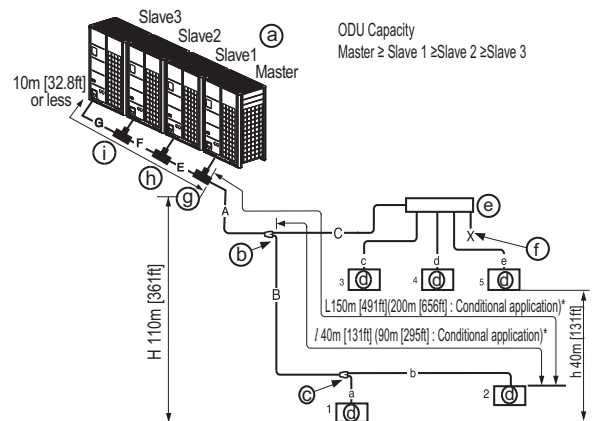 Slave3
Slave2
Slave1
Master
ⓐ
ODU Capacity
Master ≥ Slave 1 ≥Slave 2 ≥Slave 3
10m [32.8ft]
or less
G
F
E
ⓘ
ⓗ
ⓖ
A
ⓑ
C
ⓔ
X
ⓕ
c
d
e
3 ⓓ
4 ⓓ
5 ⓓ
B
H 110m [361ft]
L150m [491ft](200m [656ft] : Conditional application)*
l 40m [131ft] (90m [295ft] : Conditional application)*
h 40m [131ft]
ⓒ
a
b
1 ⓓ
2 ⓓ